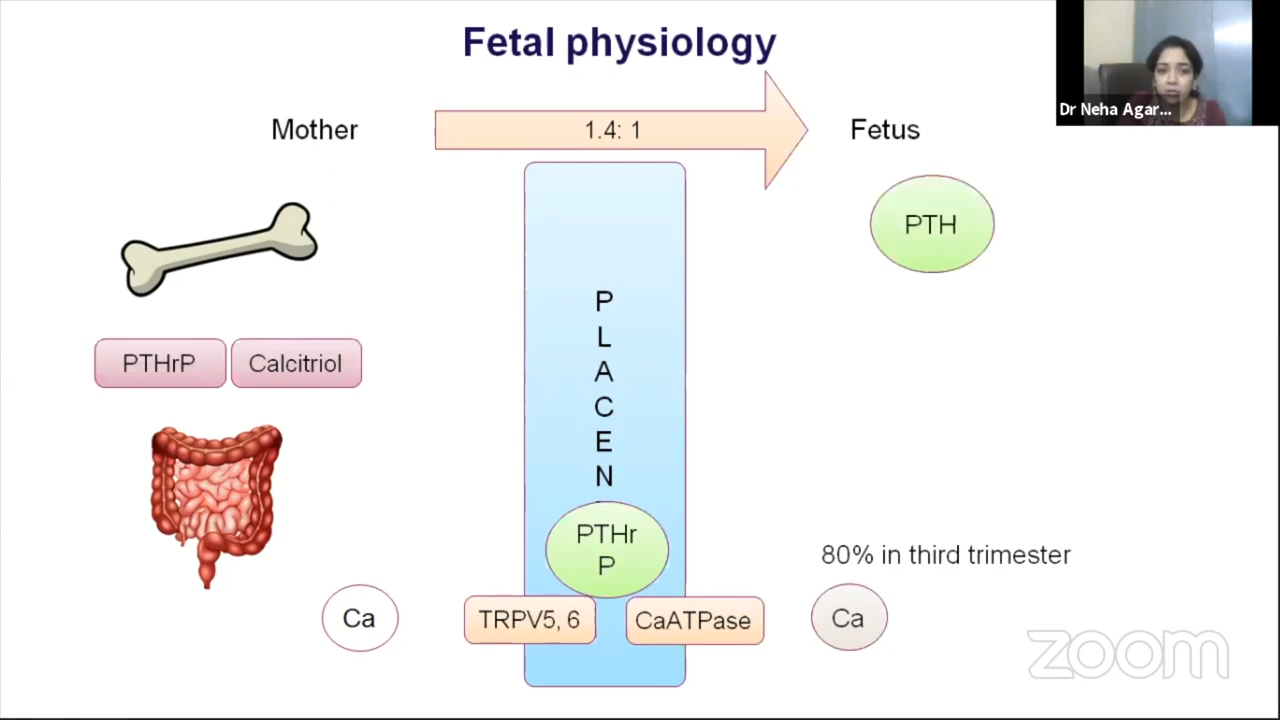 Fetal physiology
Dr Neha Agar...
Mother
1.4: 1
Fetus
PTH
P
L
A
C
E
N
PTHrP
Calcitriol
PTHr
P
80% in third trimester
Ca
TRPV5, 6
CaATPase
Ca
zoom